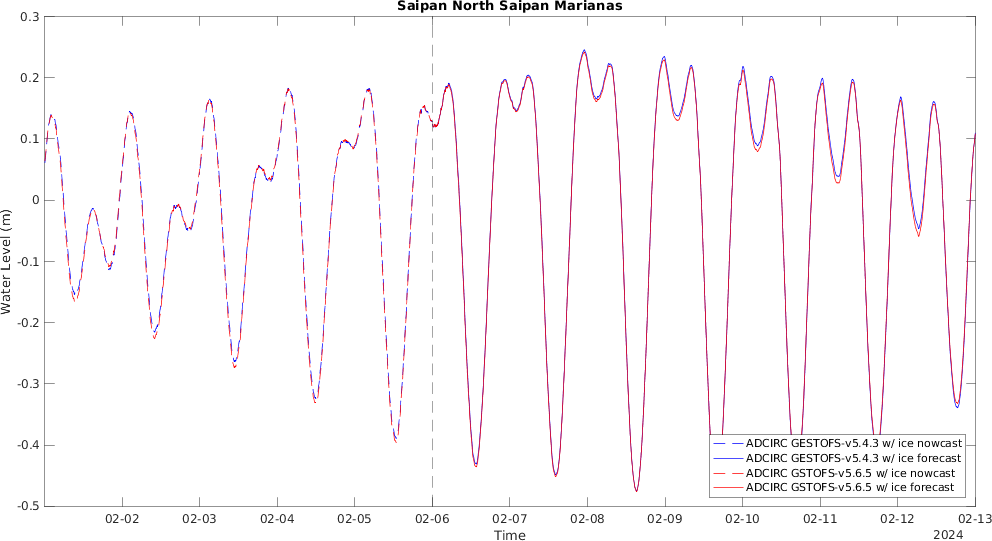 Saipan North Saipan Marianas
0.3
0.2
0.1
0
-0.1
-0.2
-0.3
-0.4
-0.5
Water Level (m)
ADCIRC GESTOFS-v5.4.3 w/ ice nowcast
ADCIRC GESTOFS-v5.4.3 w/ ice forecast
ADCIRC GSTOFS-v5.6.5 w/ ice nowcast
ADCIRC GSTOFS-v5.6.5 w/ ice forecast
02-02 02-03 02-04 02-05 02-06 02-07 02-08 02-09 02-10 02-11 02-12 02-13
Time
2024